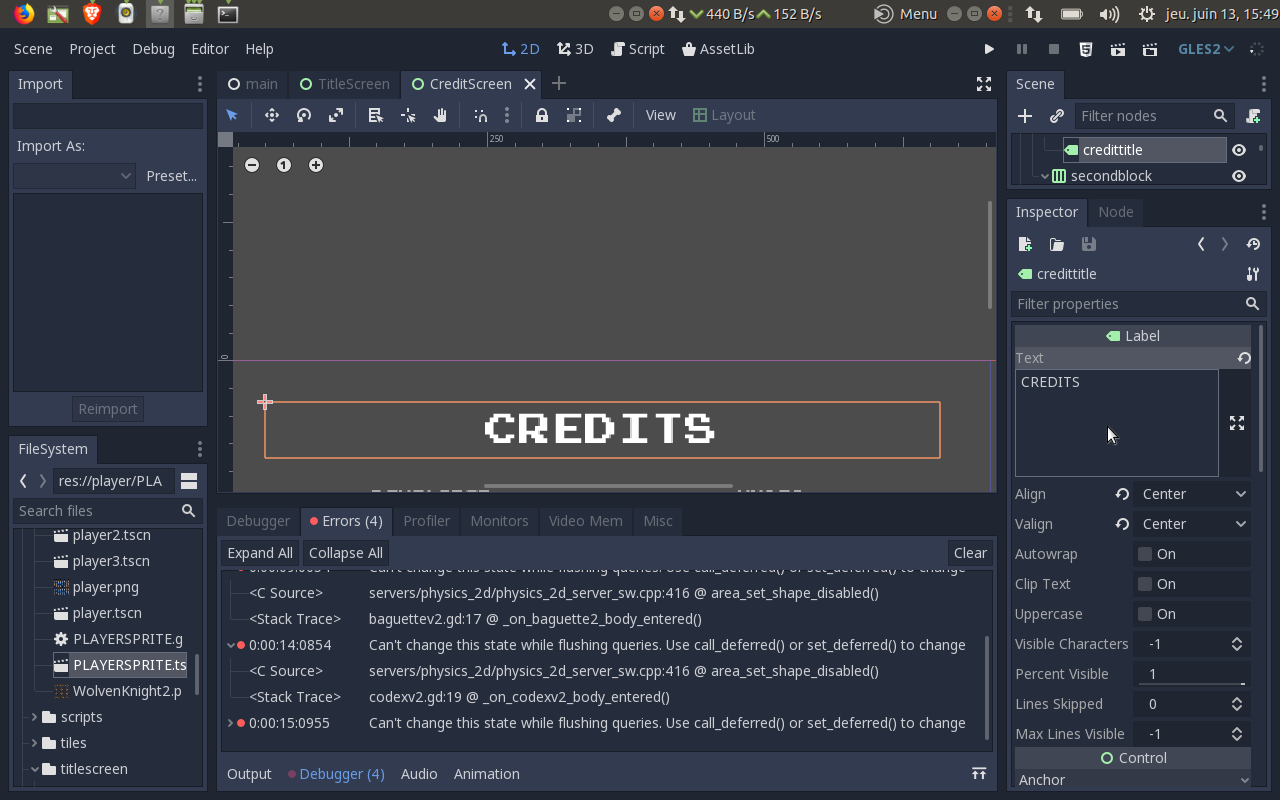 440 B/s 152 B/s Menu jeu. juin 13, 15:49
Scene Project Debug Editor Help 2D 3D Script AssetLib GLES2
Import
Import As:
Preset...
Reimport
FileSystem
res://player/PLA
Search files
player2.tscn
player3.tscn
player.png
player.tscn
PLAYERSPRITE.g
PLAYERSPRITE.ts
WolvenKnight2.p
scripts
tiles
titlescreen
main TitleScreen CreditScreen
View Layout
250 500
1
0
CREDITS
Debugger Errors (4) Profiler Monitors Video Mem Misc
Expand All Collapse All Clear
Can't change this state while flushing queries. Use call_deferred() or set_deferred() to change
<C Source> servers/physics_2d/physics_2d_server_sw.cpp:416 @ area_set_shape_disabled()
<Stack Trace> baguettev2.gd:17 @ _on_baguette2_body_entered()
0:00:14:0854 Can't change this state while flushing queries. Use call_deferred() or set_deferred() to change
<C Source> servers/physics_2d/physics_2d_server_sw.cpp:416 @ area_set_shape_disabled()
<Stack Trace> codexv2.gd:19 @ _on_codexv2_body_entered()
0:00:15:0955 Can't change this state while flushing queries. Use call_deferred() or set_deferred() to change
Output Debugger (4) Audio Animation
Scene
Filter nodes
credittitle
secondblock
Inspector Node
credittitle
Filter properties
Label
Text
CREDITS
Align Center
Valign Center
Autowrap On
Clip Text On
Uppercase On
Visible Characters -1
Percent Visible 1
Lines Skipped 0
Max Lines Visible -1
Control
Anchor